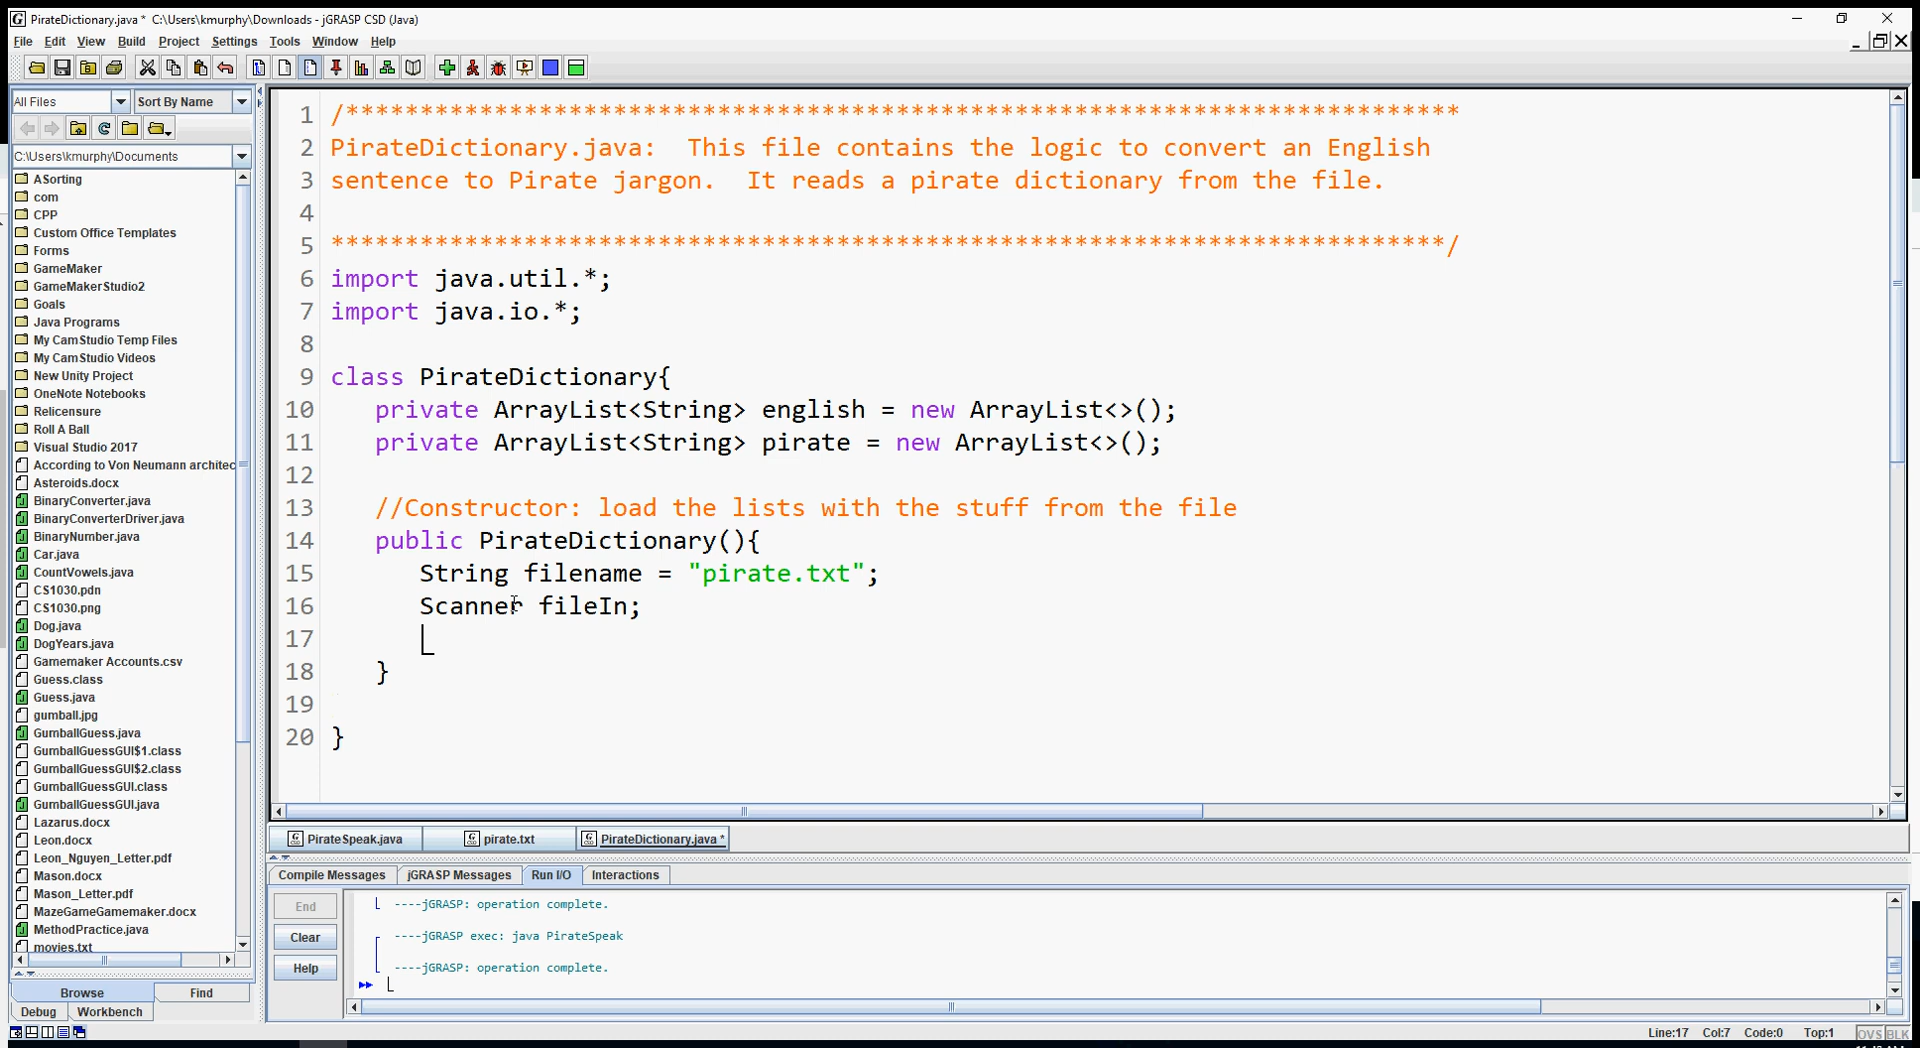 PirateDictionary.java *  C:\Users\kmurphy\Downloads - jGRASP CSD (Java)
File Edit View Build Project Settings Tools Window Help
All Files Sort By Name
C:\Users\kmurphy\Documents
ASorting
com
CPP
Custom Office Templates
Forms
GameMaker
GameMakerStudio2
Goals
Java Programs
My CamStudio Temp Files
My CamStudio Videos
New Unity Project
OneNote Notebooks
Relicensure
Roll A Ball
Visual Studio 2017
According to Von Neumann architec
Asteroids.docx
BinaryConverter.java
BinaryConverterDriver.java
BinaryNumber.java
Car.java
CountVowels.java
CS1030.pdn
CS1030.png
Dog.java
DogYears.java
Gamemaker Accounts.csv
Guess.class
Guess.java
gumball.jpg
GumballGuess.java
GumballGuessGUI$1.class
GumballGuessGUI$2.class
GumballGuessGUI.class
GumballGuessGUI.java
Lazarus.docx
Leon.docx
Leon_Nguyen_Letter.pdf
Mason.docx
Mason_Letter.pdf
MazeGameGamemaker.docx
MethodPractice.java
movies.txt
Browse Find
Debug Workbench
1 /***************************************************************************
2 PirateDictionary.java:  This file contains the logic to convert an English
3 sentence to Pirate jargon.  It reads a pirate dictionary from the file.
4
5 ***************************************************************************/
6 import java.util.*;
7 import java.io.*;
8
9 class PirateDictionary{
10    private ArrayList<String> english = new ArrayList<>();
11    private ArrayList<String> pirate = new ArrayList<>();
12
13    //Constructor: load the lists with the stuff from the file
14    public PirateDictionary(){
15       String filename = "pirate.txt";
16       Scanner fileIn;
17
18    }
19
20 }
PirateSpeak.java pirate.txt PirateDictionary.java *
Compile Messages jGRASP Messages Run I/O Interactions
End
Clear
Help
----jGRASP: operation complete.
----jGRASP exec: java PirateSpeak
----jGRASP: operation complete.
Line:17 Col:7 Code:0 Top:1 OVS BLK